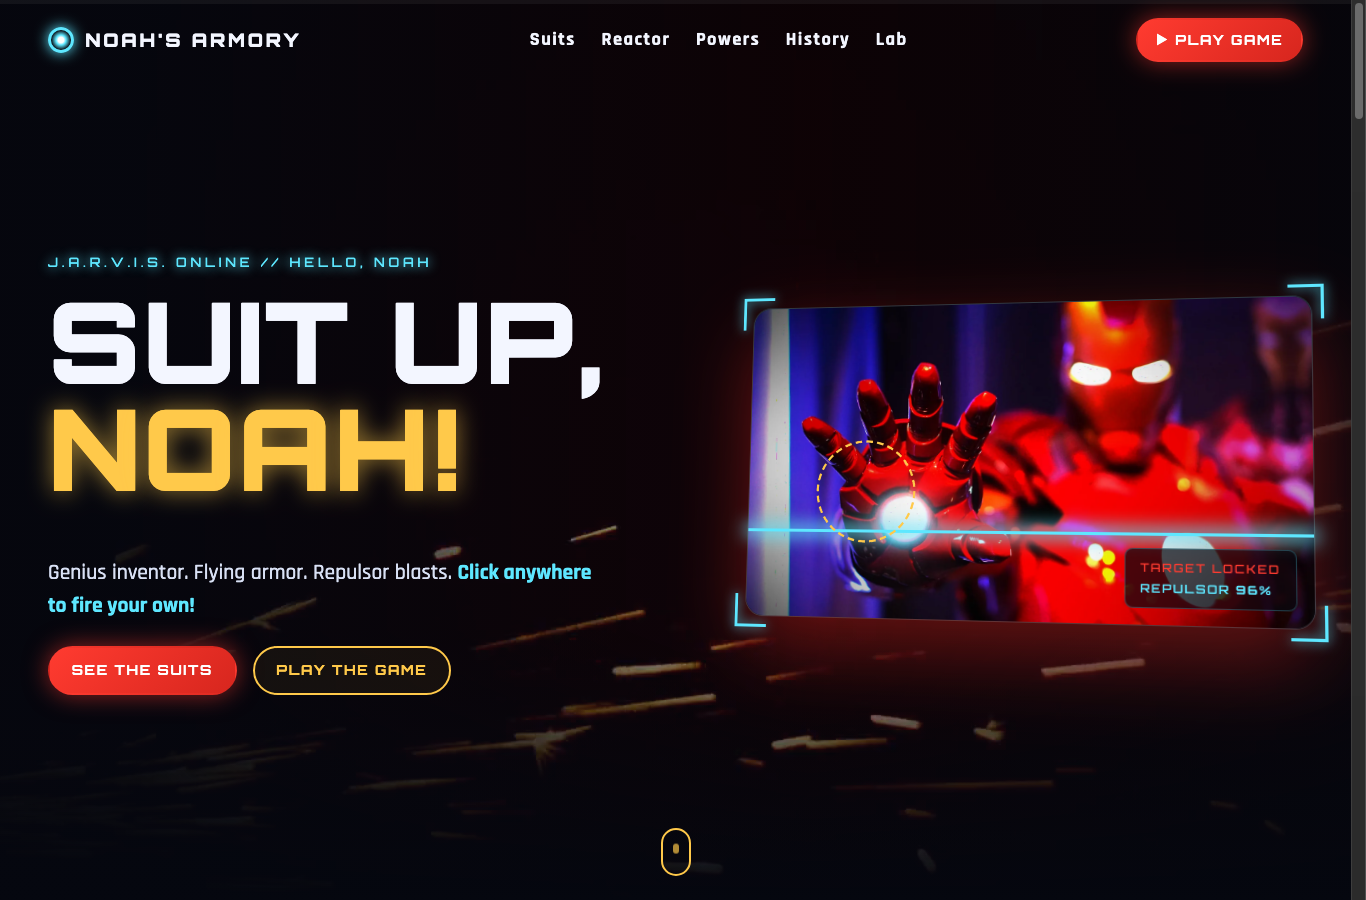 NOAH'S ARMORY
Suits Reactor Powers History Lab
PLAY GAME
J.A.R.V.I.S. ONLINE // HELLO, NOAH
SUIT UP,
NOAH!
Genius inventor. Flying armor. Repulsor blasts. Click anywhere
to fire your own!
SEE THE SUITS
PLAY THE GAME
TARGET LOCKED
REPULSOR 96%